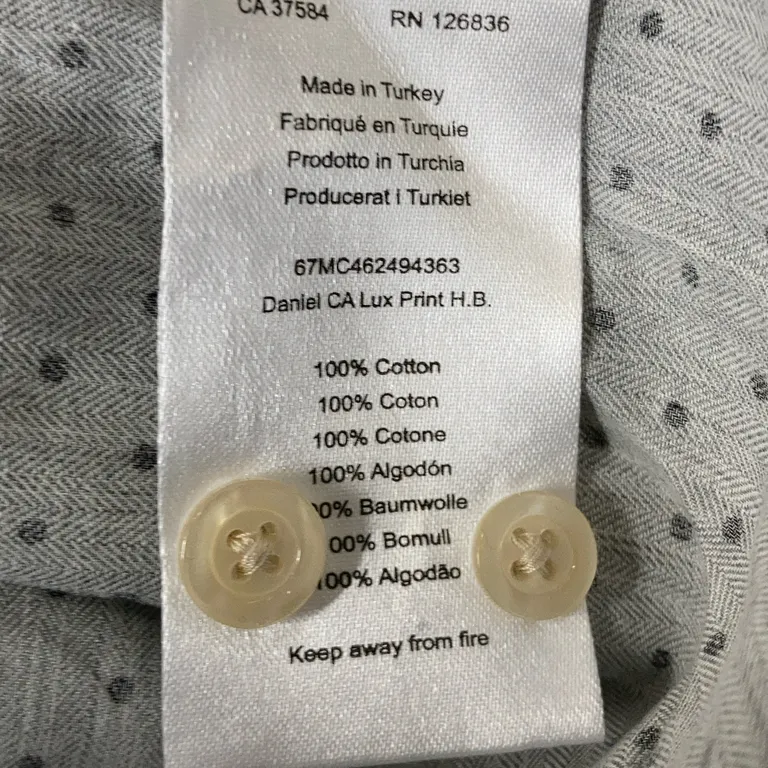 CA 37584 RN 126836
Made in Turkey
Fabriqué en Turquie
Prodotto in Turchia
Producerat i Turkiet
67MC462494363
Daniel CA Lux Print H.B.
100% Cotton
100% Coton
100% Cotone
100% Algodón
00% Baumwolle
00% Bomull
100% Algodão
Keep away from fire